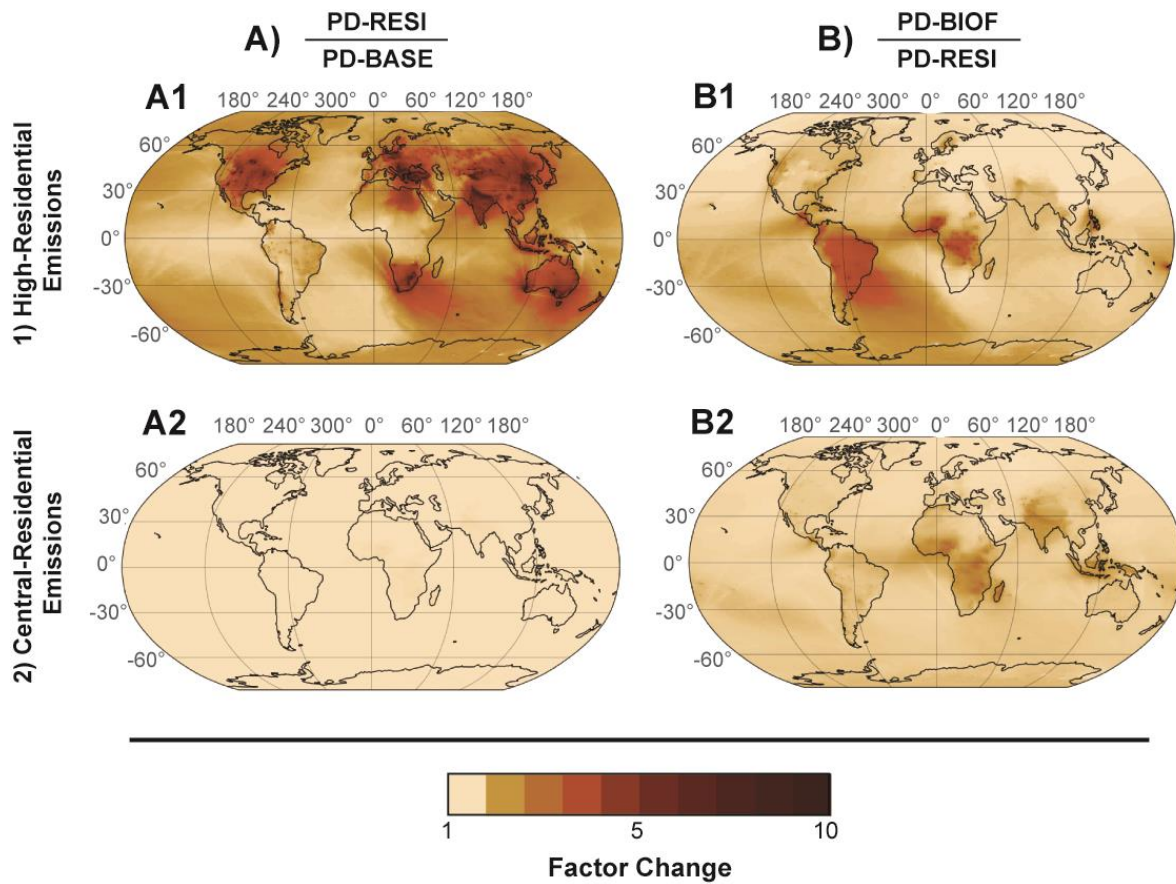 A) PD-RESI
PD-BASE
B) PD-BIOF
PD-RESI
1) High-Residential
Emissions
A1
180° 240° 300° 0° 60° 120° 180°
60°
30°
0°
-30°
-60°
B1
180° 240° 300° 0° 60° 120° 180°
60°
30°
0°
-30°
-60°
2) Central-Residential
Emissions
A2
180° 240° 300° 0° 60° 120° 180°
60°
30°
0°
-30°
-60°
B2
180° 240° 300° 0° 60° 120° 180°
60°
30°
0°
-30°
-60°
1 5 10
Factor Change